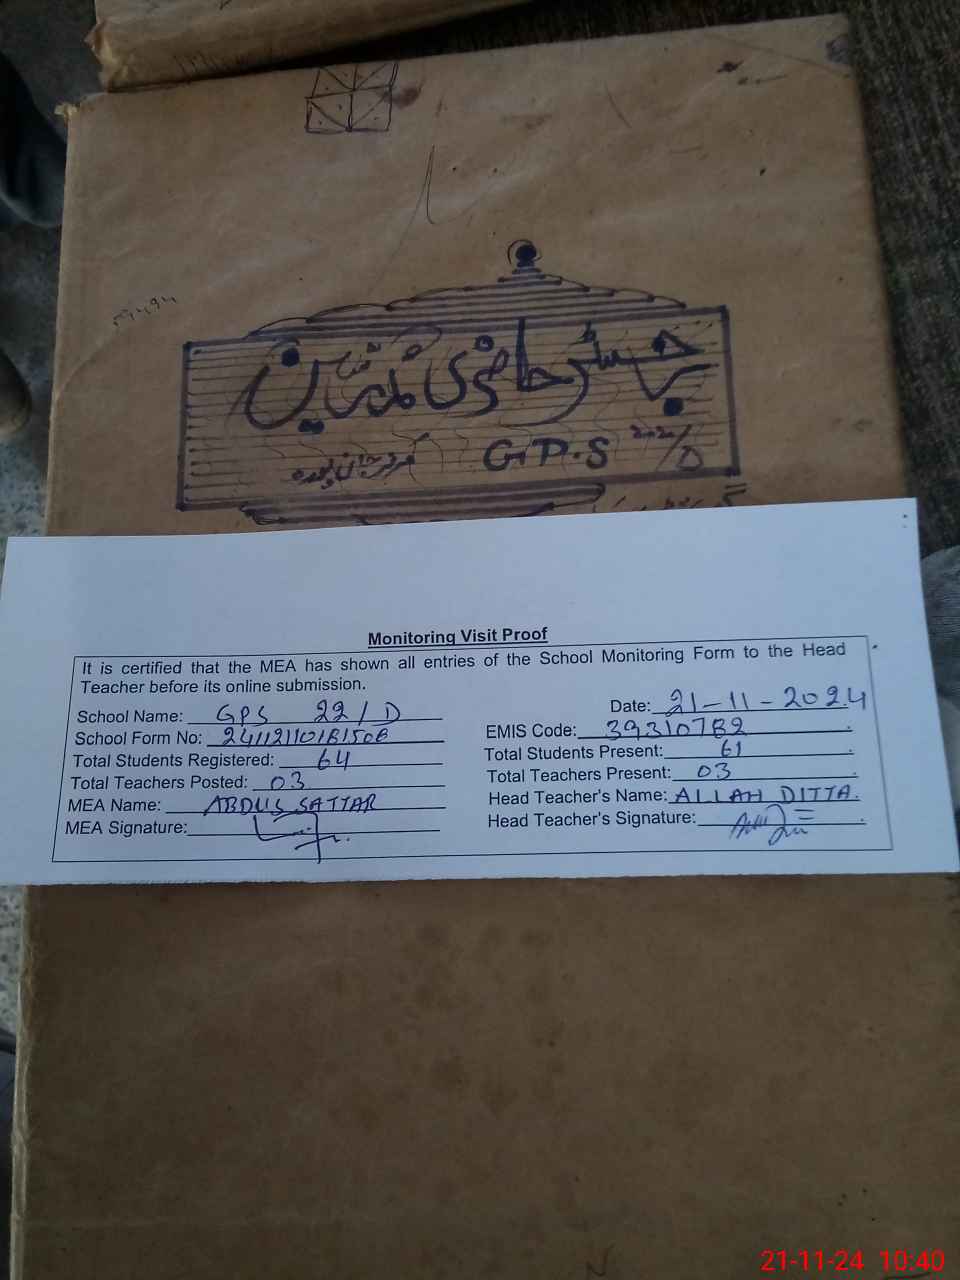 رجسٹر حاضری مدرسین
G.P.S ۲۲/D
Monitoring Visit Proof
It is certified that the MEA has shown all entries of the School Monitoring Form to the Head
Teacher before its online submission.
Date: 21-11-2024
School Name: GPS 22/D
EMIS Code: 39310782
School Form No:
Total Students Present: 61
Total Students Registered: 64
Total Teachers Present: 03
Total Teachers Posted: 03
Head Teacher's Name: ALLAH DITTA.
MEA Name: ABDUS SATTAR
Head Teacher's Signature:
MEA Signature:
21-11-24 10:40